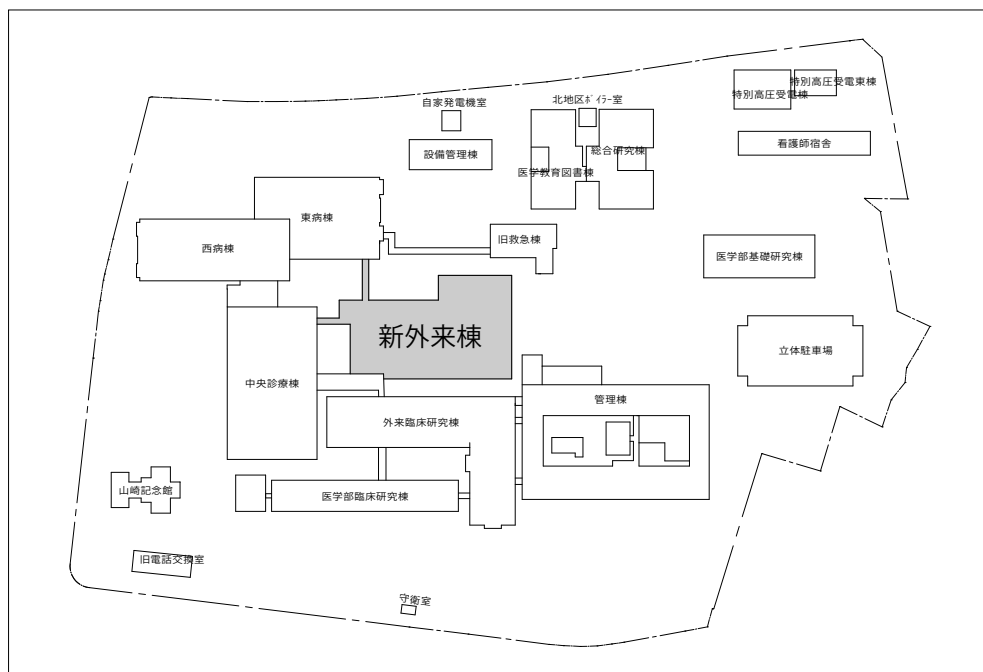 特別高圧受電東棟
特別高圧受電棟
自家発電機室
北地区ﾎﾞｲﾗｰ室
看護師宿舎
設備管理棟
総合研究棟
医学教育図書棟
東病棟
西病棟
旧救急棟
医学部基礎研究棟
新外来棟
立体駐車場
中央診療棟
管理棟
外来臨床研究棟
山崎記念館
医学部臨床研究棟
旧電話交換室
守衛室